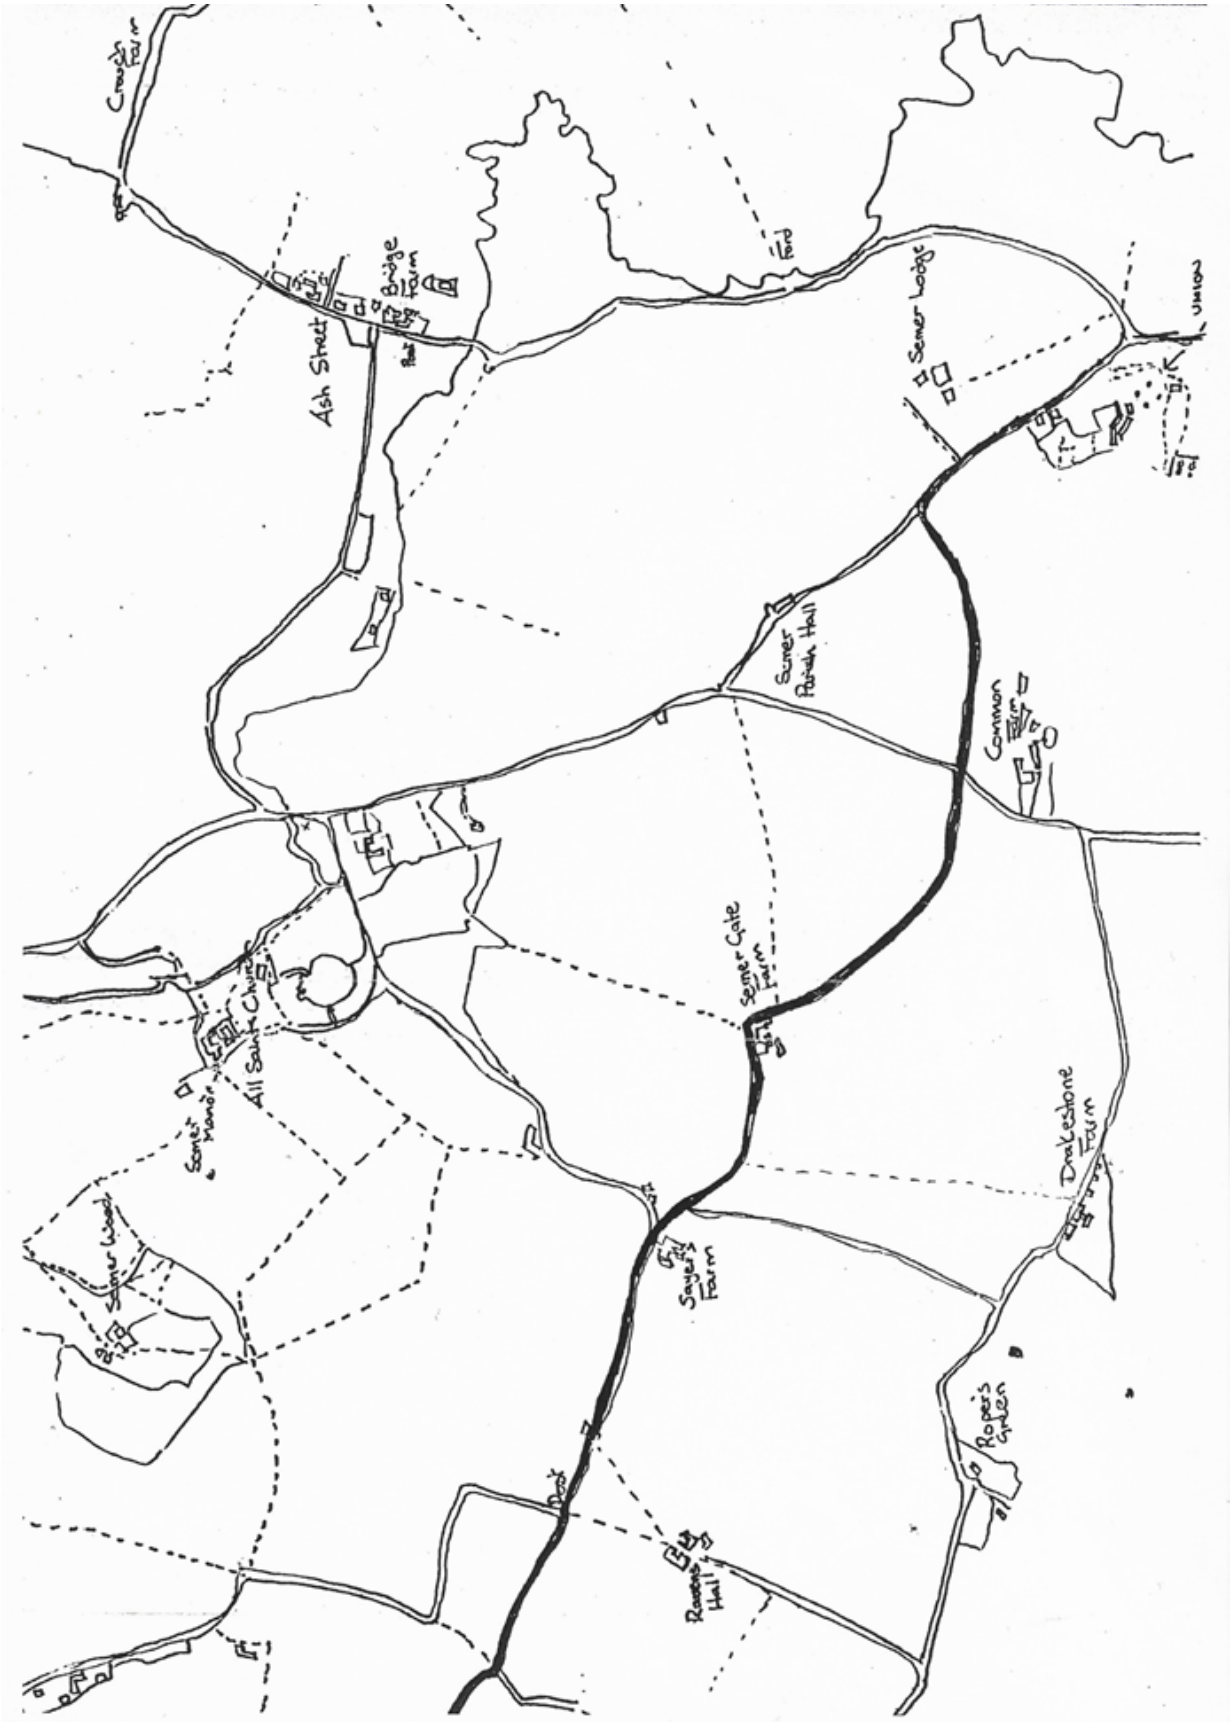 Crouch
Farm
Bridge
Farm
Ash Street
Post
Ford
Semer Lodge
UNION
Semer
Parish Hall
Common
Farm
Semer Gate
Farm
All Saints Church
Semer
Manor
Semer Wood
Drakestone
Farm
Sayers
Farm
Roper's
Green
Post
Ravens
Hall